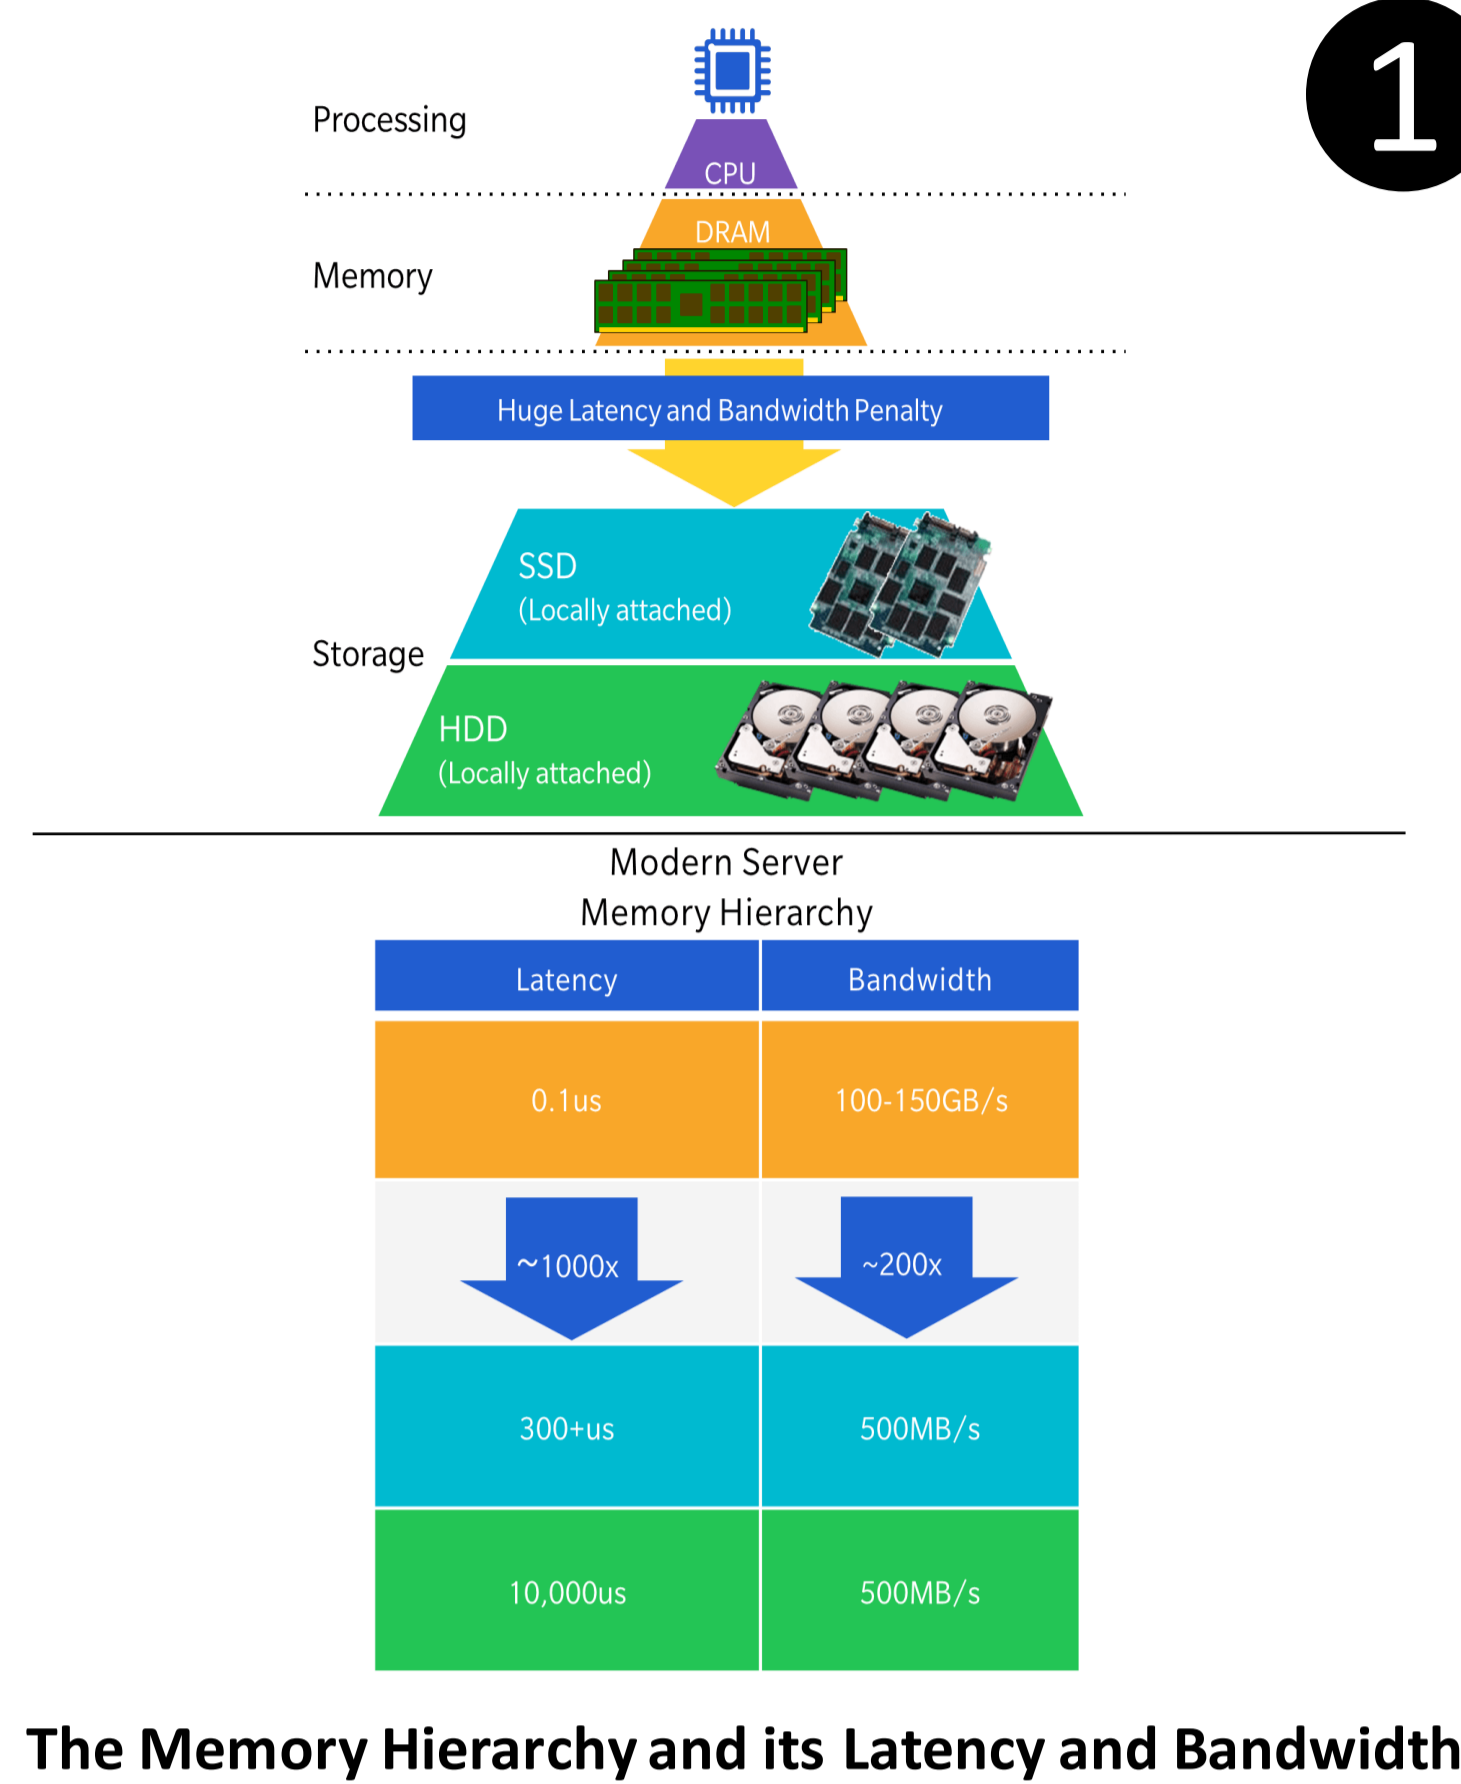 1
Processing
CPU
DRAM
Memory
Huge Latency and Bandwidth Penalty
SSD
(Locally attached)
Storage
HDD
(Locally attached)
Modern Server
Memory Hierarchy
Latency Bandwidth
0.1us 100-150GB/s
~1000x ~200x
300+us 500MB/s
10,000us 500MB/s
The Memory Hierarchy and its Latency and Bandwidth